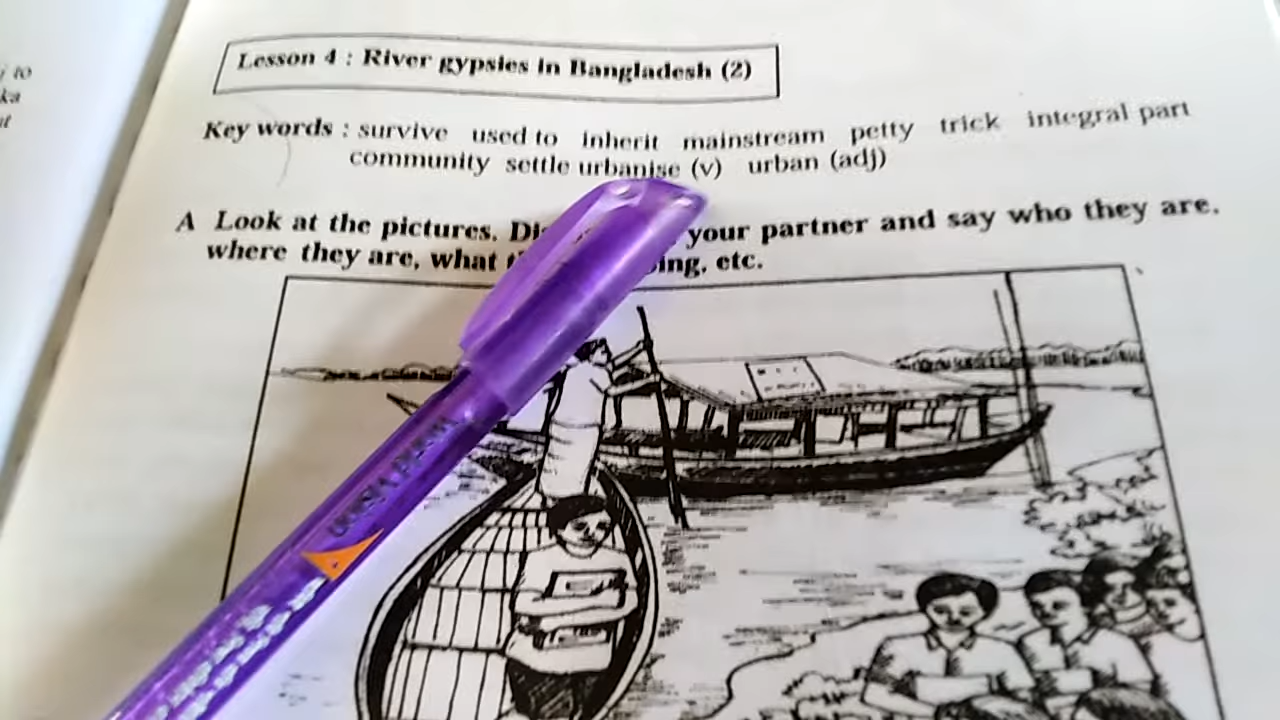 j to
ka
Lesson 4 : River gypsies in Bangladesh (2)
Key words : survive used to inherit mainstream petty trick integral part
community settle urbanise (v) urban (adj)
A Look at the pictures. your partner and say who they are,
where they are, what etc.